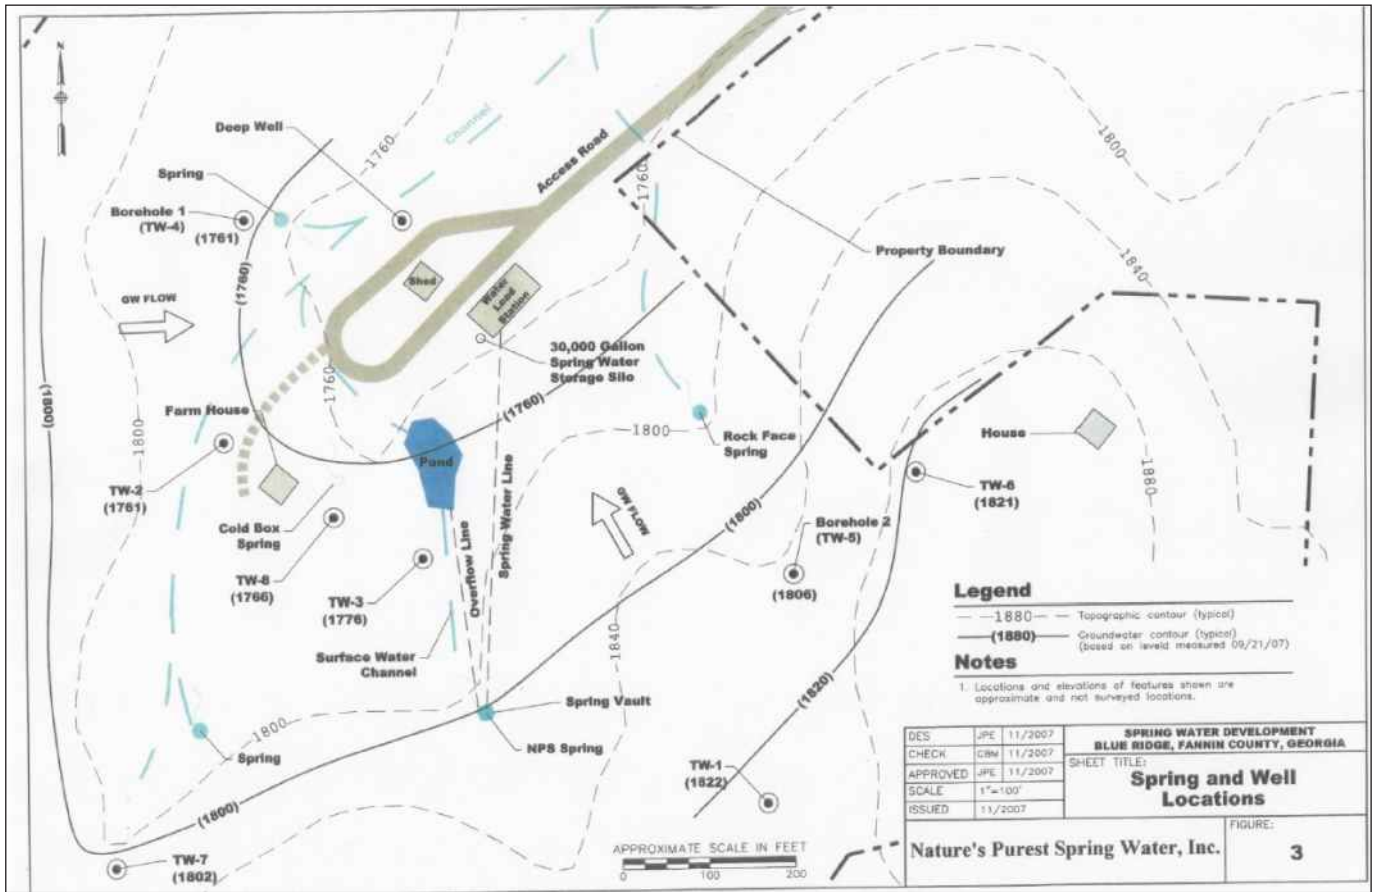 N
Channel
1760
1800
Deep Well
Spring
Borehole 1
(TW-4)
(1761)
Access Road
1760
Property Boundary
1840
(1760)
Shed
Water
Load
Station
GW FLOW
30,000 Gallon
Spring Water
Storage Silo
1760
(1800)
(1760)
Farm House
1800
1800
Rock Face
Spring
House
Pond
1880
TW-2
(1761)
TW-6
(1821)
Cold Box
Spring
GW FLOW
(1800)
Borehole 2
(TW-5)
(1806)
Overflow Line
Spring Water Line
TW-8
(1766)
TW-3
(1776)
1840
Surface Water
Channel
Spring Vault
(1820)
1800
Spring
NPS Spring
TW-1
(1822)
(1800)
TW-7
(1802)
Legend
1880 Topographic contour (typical)
(1880) Groundwater contour (typical)
(based on leveld measured 09/21/07)
Notes
1. Locations and elevations of features shown are
approximate and not surveyed locations.
APPROXIMATE SCALE IN FEET
0 100 200
DES JPE 11/2007
CHECK CBM 11/2007
APPROVED JPE 11/2007
SCALE 1"=100'
ISSUED 11/2007
SPRING WATER DEVELOPMENT
BLUE RIDGE, FANNIN COUNTY, GEORGIA
SHEET TITLE:
Spring and Well
Locations
Nature's Purest Spring Water, Inc.
FIGURE:
3